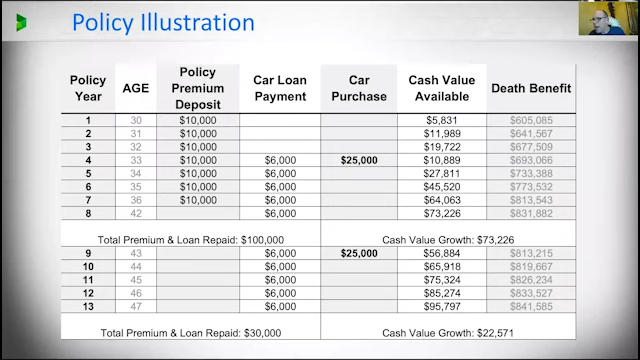 Policy Illustration
Policy Year AGE Policy Premium Deposit Car Loan Payment Car Purchase Cash Value Available Death Benefit
1 30 $10,000 $5,831 $605,085
2 31 $10,000 $11,989 $641,567
3 32 $10,000 $19,722 $677,509
4 33 $10,000 $6,000 $25,000 $10,889 $693,066
5 34 $10,000 $6,000 $27,811 $733,388
6 35 $10,000 $6,000 $45,520 $773,532
7 36 $10,000 $6,000 $64,063 $813,543
8 42 $6,000 $73,226 $831,882
Total Premium & Loan Repaid: $100,000 Cash Value Growth: $73,226
9 43 $6,000 $25,000 $56,884 $813,215
10 44 $6,000 $65,918 $819,667
11 45 $6,000 $75,324 $826,234
12 46 $6,000 $85,274 $833,527
13 47 $6,000 $95,797 $841,585
Total Premium & Loan Repaid: $30,000 Cash Value Growth: $22,571